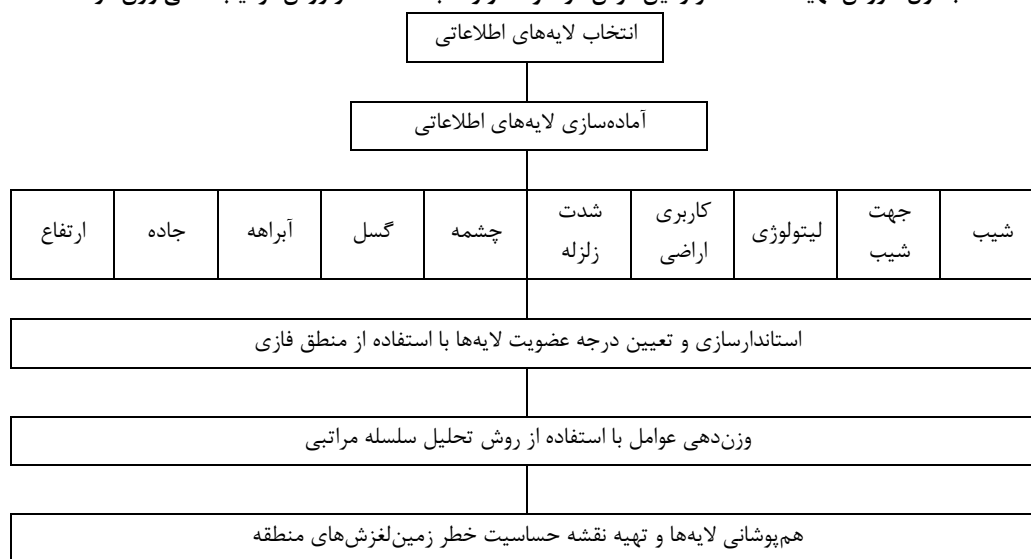 انتخاب لایه‌های اطلاعاتی
آماده‌سازی لایه‌های اطلاعاتی
شیب
جهت
شیب
لیتولوژی
کاربری
اراضی
شدت
زلزله
چشمه
گسل
آبراهه
جاده
ارتفاع
استاندارسازی و تعیین درجه عضویت لایه‌ها با استفاده از منطق فازی
وزن‌دهی عوامل با استفاده از روش تحلیل سلسله مراتبی
هم‌پوشانی لایه‌ها و تهیه نقشه حساسیت خطر زمین‌لغزش‌های منطقه